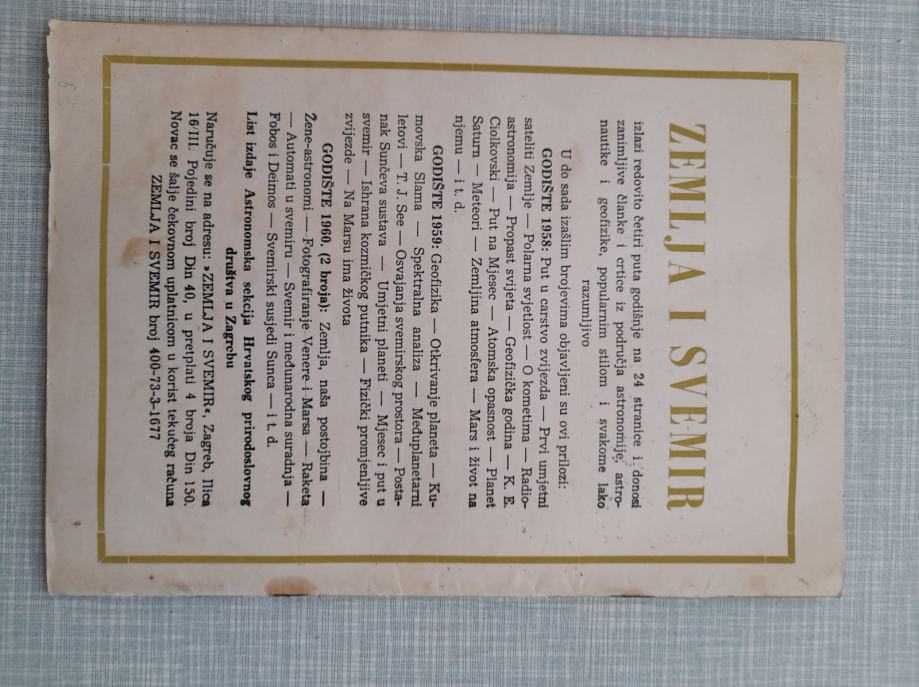 ZEMLJA I SVEMIR
izlazi redovito četiri puta godišnje na 24 stranice i donosi
zanimljive članke i crtice iz područja astronomije, astro-
nautike i geofizike, popularnim stilom i svakome lako
razumljivo
U do sada izašlim brojevima objavljeni su ovi prilozi:
GODIŠTE 1958: Put u carstvo zvijezda — Prvi umjetni
sateliti Zemlje — Polarna svjetlost — O kometima — Radio-
astronomija — Propast svijeta — Geofizička godina — K. E.
Ciolkovski — Put na Mjesec — Atomska opasnost — Planet
Saturn — Meteori — Zemljina atmosfera — Mars i život na
njemu — i t. d.
GODIŠTE 1959: Geofizika — Otkrivanje planeta — Ku-
movska Slama — Spektralna analiza — Međuplanetarni
letovi — T. J. See — Osvajanja svemirskog prostora — Posta-
nak Sunčeva sustava — Umjetni planeti — Mjesec i put u
svemir — Ishrana kozmičkog putnika — Fizički promjenljive
zvijezde — Na Marsu ima života
GODIŠTE 1960, (2 broja): Zemlja, naša postojbina —
Žene-astronomi — Fotografiranje Venere i Marsa — Raketa
— Automati u svemiru — Svemir i međunarodna suradnja —
Fobos i Deimos — Svemirski susjedi Sunca — i t. d.
List izdaje Astronomska sekcija Hrvatskog prirodoslovnog
društva u Zagrebu
Naručuje se na adresu: »ZEMLJA I SVEMIR«, Zagreb, Ilica
16/III. Pojedini broj Din 40, u pretplati 4 broja Din 150.
Novac se šalje čekovnom uplatnicom u korist tekućeg računa
ZEMLJA I SVEMIR broj 400-73-3-1677